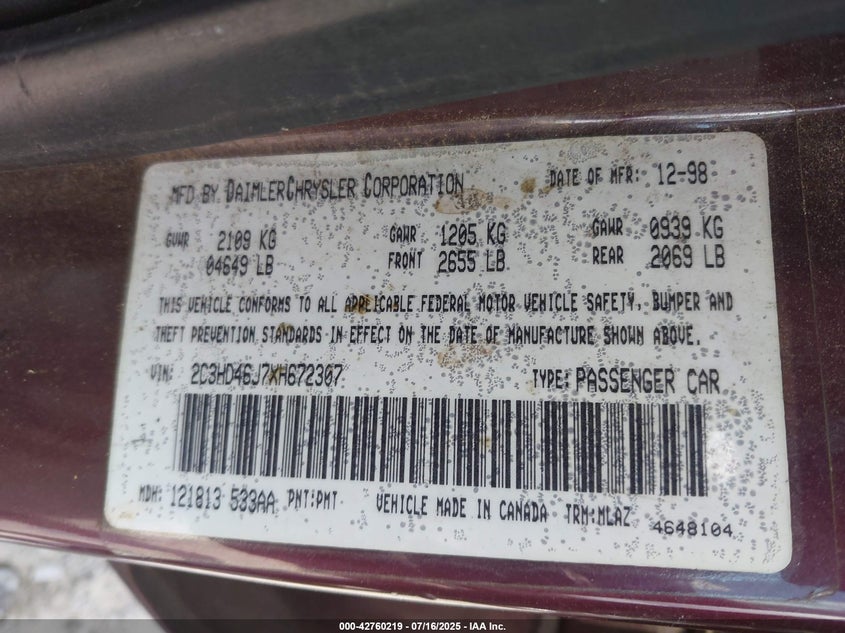 MFD BY DAIMLERCHRYSLER CORPORATION DATE OF MFR: 12-98
GVWR 2109 KG GAWR 1205 KG GAWR 0939 KG
04649 LB FRONT 2655 LB REAR 2069 LB
THIS VEHICLE CONFORMS TO ALL APPLICABLE FEDERAL MOTOR VEHICLE SAFETY, BUMPER AND
THEFT PREVENTION STANDARDS IN EFFECT ON THE DATE OF MANUFACTURE SHOWN ABOVE.
VIN: 2C3HD46J7XH672307 TYPE: PASSENGER CAR
MDH: 121813 533AA PNT:PMT VEHICLE MADE IN CANADA TRM:MLAZ 4648104
000-42760219 - 07/16/2025 - IAA Inc.